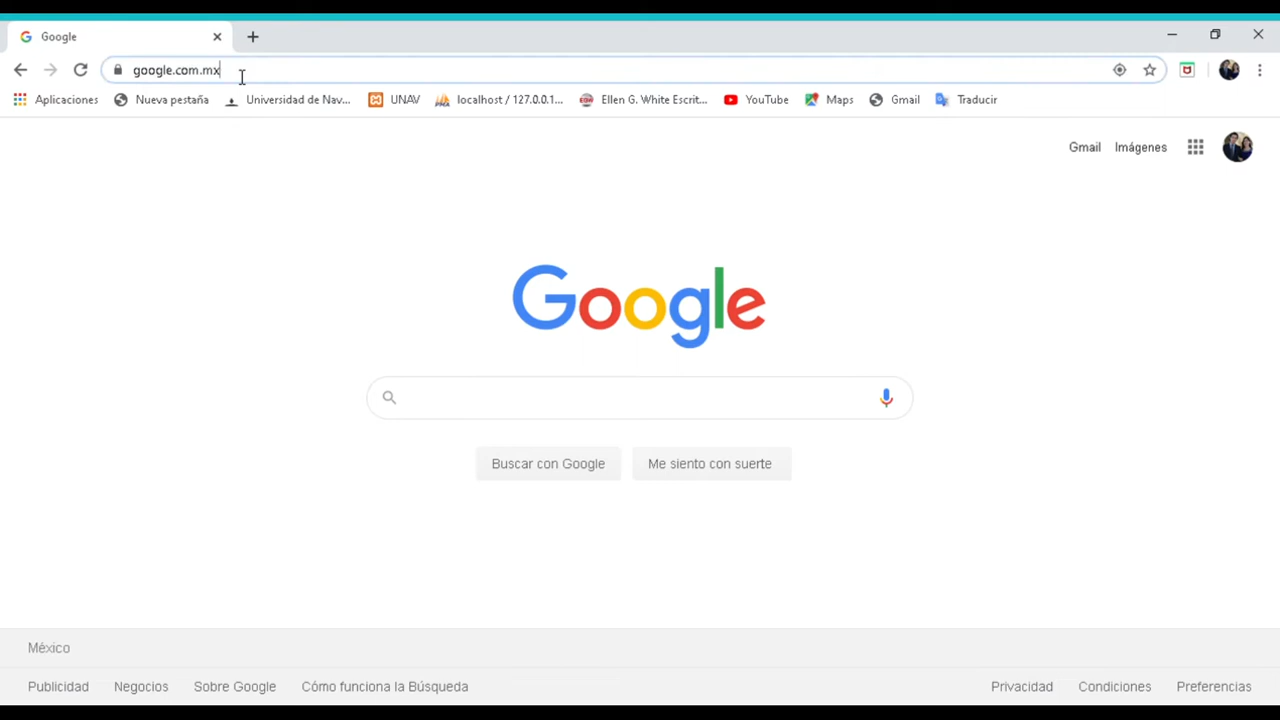 Google
google.com.mx
Aplicaciones Nueva pestaña Universidad de Nav... UNAV localhost / 127.0.0.1... Ellen G. White Escrit... YouTube Maps Gmail Traducir
Gmail Imágenes
Google
Buscar con Google Me siento con suerte
México
Publicidad Negocios Sobre Google Cómo funciona la Búsqueda Privacidad Condiciones Preferencias